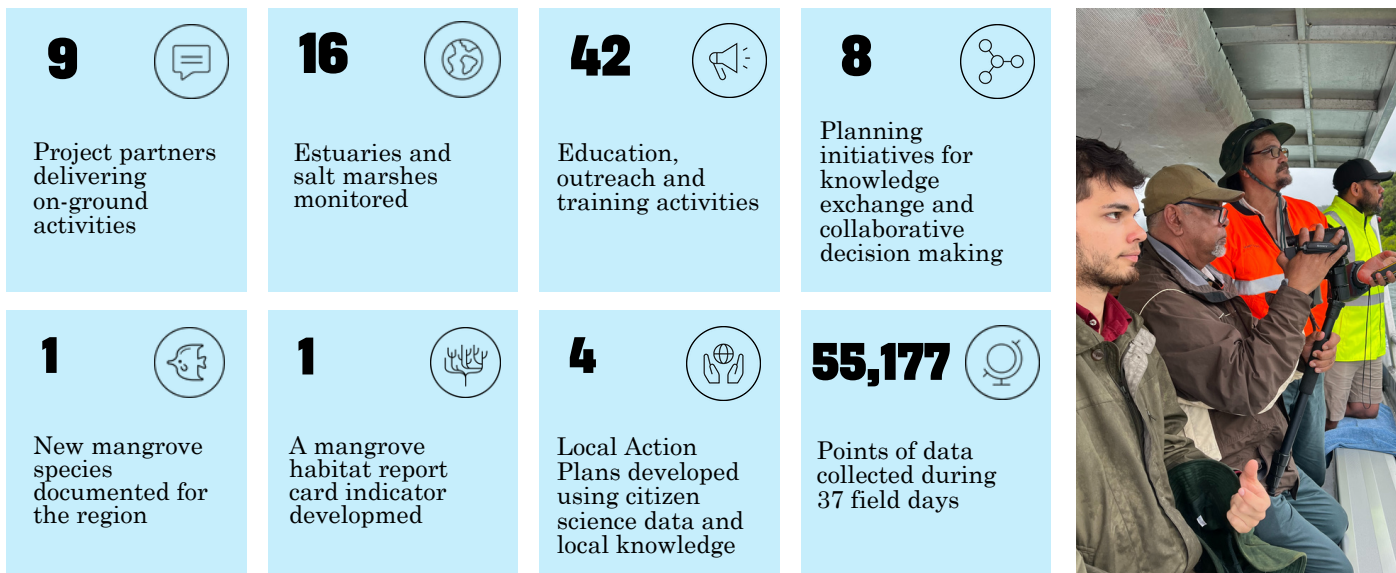 9
Project partners
delivering
on-ground
activities
16
Estuaries and
salt marshes
monitored
42
Education,
outreach and
training activities
8
Planning
initiatives for
knowledge
exchange and
collaborative
decision making
1
New mangrove
species
documented for
the region
1
A mangrove
habitat report
card indicator
developmed
4
Local Action
Plans developed
using citizen
science data and
local knowledge
55,177
Points of data
collected during
37 field days